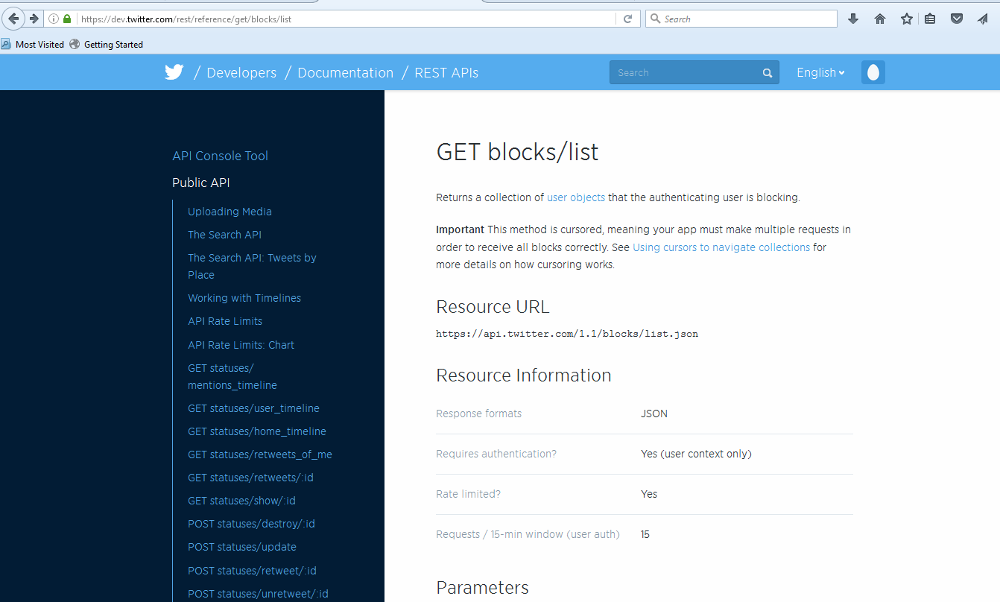 https://dev.twitter.com/rest/reference/get/blocks/list
Search
Most Visited
Getting Started
/ Developers / Documentation / REST APIs
Search
English
API Console Tool
Public API
Uploading Media
The Search API
The Search API: Tweets by
Place
Working with Timelines
API Rate Limits
API Rate Limits: Chart
GET statuses/
mentions_timeline
GET statuses/user_timeline
GET statuses/home_timeline
GET statuses/retweets_of_me
GET statuses/retweets/:id
GET statuses/show/:id
POST statuses/destroy/:id
POST statuses/update
POST statuses/retweet/:id
POST statuses/unretweet/:id
GET blocks/list
Returns a collection of user objects that the authenticating user is blocking.
Important This method is cursored, meaning your app must make multiple requests in
order to receive all blocks correctly. See Using cursors to navigate collections for
more details on how cursoring works.
Resource URL
https://api.twitter.com/1.1/blocks/list.json
Resource Information
Response formats JSON
Requires authentication? Yes (user context only)
Rate limited? Yes
Requests / 15-min window (user auth) 15
Parameters